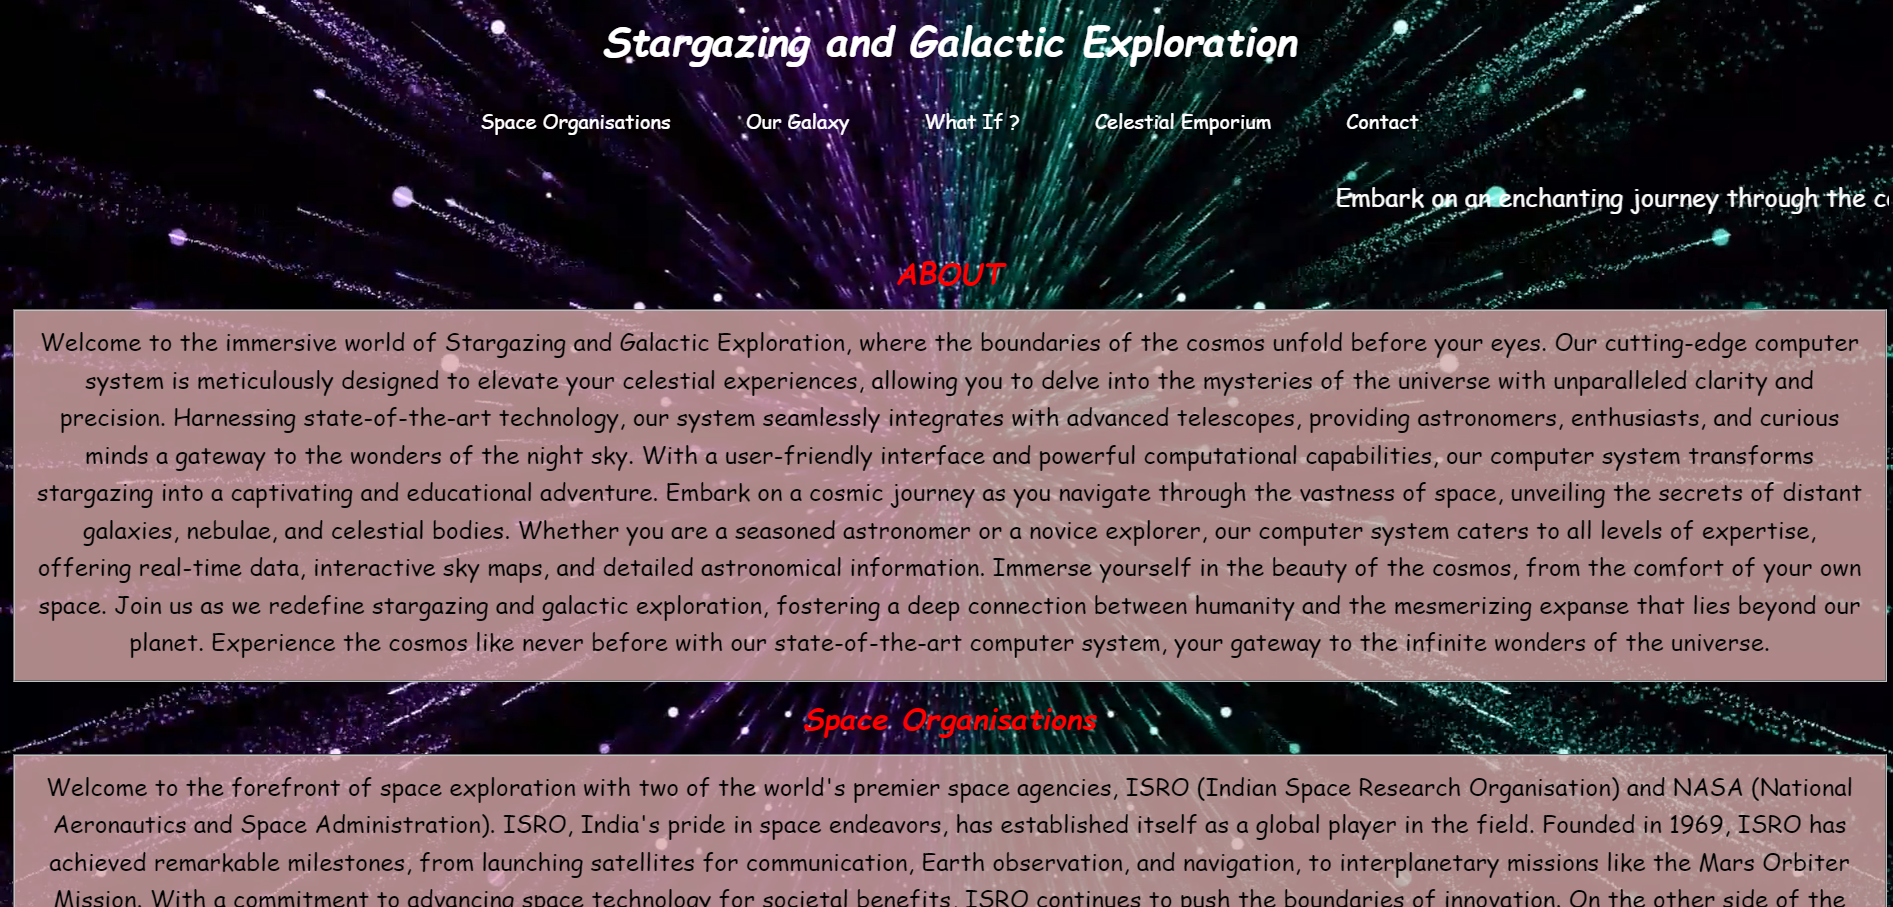 Stargazing and Galactic Exploration
Space Organisations Our Galaxy What If ? Celestial Emporium Contact
Embark on an enchanting journey through the
ABOUT
Welcome to the immersive world of Stargazing and Galactic Exploration, where the boundaries of the cosmos unfold before your eyes. Our cutting-edge computer
system is meticulously designed to elevate your celestial experiences, allowing you to delve into the mysteries of the universe with unparalleled clarity and
precision. Harnessing state-of-the-art technology, our system seamlessly integrates with advanced telescopes, providing astronomers, enthusiasts, and curious
minds a gateway to the wonders of the night sky. With a user-friendly interface and powerful computational capabilities, our computer system transforms
stargazing into a captivating and educational adventure. Embark on a cosmic journey as you navigate through the vastness of space, unveiling the secrets of distant
galaxies, nebulae, and celestial bodies. Whether you are a seasoned astronomer or a novice explorer, our computer system caters to all levels of expertise,
offering real-time data, interactive sky maps, and detailed astronomical information. Immerse yourself in the beauty of the cosmos, from the comfort of your own
space. Join us as we redefine stargazing and galactic exploration, fostering a deep connection between humanity and the mesmerizing expanse that lies beyond our
planet. Experience the cosmos like never before with our state-of-the-art computer system, your gateway to the infinite wonders of the universe.
Space Organisations
Welcome to the forefront of space exploration with two of the world's premier space agencies, ISRO (Indian Space Research Organisation) and NASA (National
Aeronautics and Space Administration). ISRO, India's pride in space endeavors, has established itself as a global player in the field. Founded in 1969, ISRO has
achieved remarkable milestones, from launching satellites for communication, Earth observation, and navigation, to interplanetary missions like the Mars Orbiter
Mission. With a commitment to advancing space technology for societal benefits, ISRO continues to push the boundaries of innovation. On the other side of the